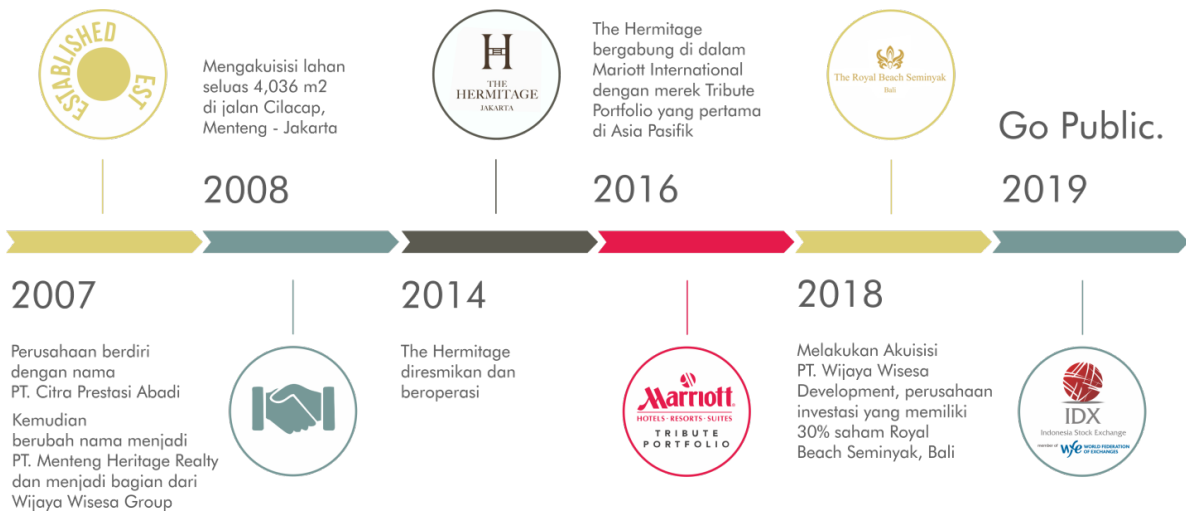 ESTABLISHED
EST
2007
Perusahaan berdiri
dengan nama
PT. Citra Prestasi Abadi
Kemudian
berubah nama menjadi
PT. Menteng Heritage Realty
dan menjadi bagian dari
Wijaya Wisesa Group
Mengakuisisi lahan
seluas 4,036 m2
di jalan Cilacap,
Menteng - Jakarta
2008
H
THE
HERMITAGE
JAKARTA
2014
The Hermitage
diresmikan dan
beroperasi
The Hermitage
bergabung di dalam
Mariott International
dengan merek Tribute
Portfolio yang pertama
di Asia Pasifik
2016
Marriott
HOTELS · RESORTS · SUITES
TRIBUTE
PORTFOLIO
The Royal Beach Seminyak
Bali
2018
Melakukan Akuisisi
PT. Wijaya Wisesa
Development, perusahaan
investasi yang memiliki
30% saham Royal
Beach Seminyak, Bali
Go Public.
2019
IDX
Indonesia Stock Exchange
member of wfe WORLD FEDERATION
OF EXCHANGES